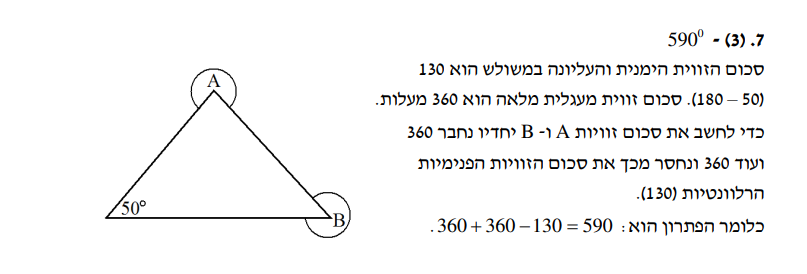 7. (3) - 590⁰
סכום הזווית הימנית והעליונה במשולש הוא 130
(180 – 50). סכום זווית מעגלית מלאה הוא 360 מעלות.
כדי לחשב את סכום זוויות A ו- B יחדיו נחבר 360
ועוד 360 ונחסר מכך את סכום הזוויות הפנימיות
הרלוונטיות (130).
כלומר הפתרון הוא: 360 + 360 − 130 = 590.
A
50°
B